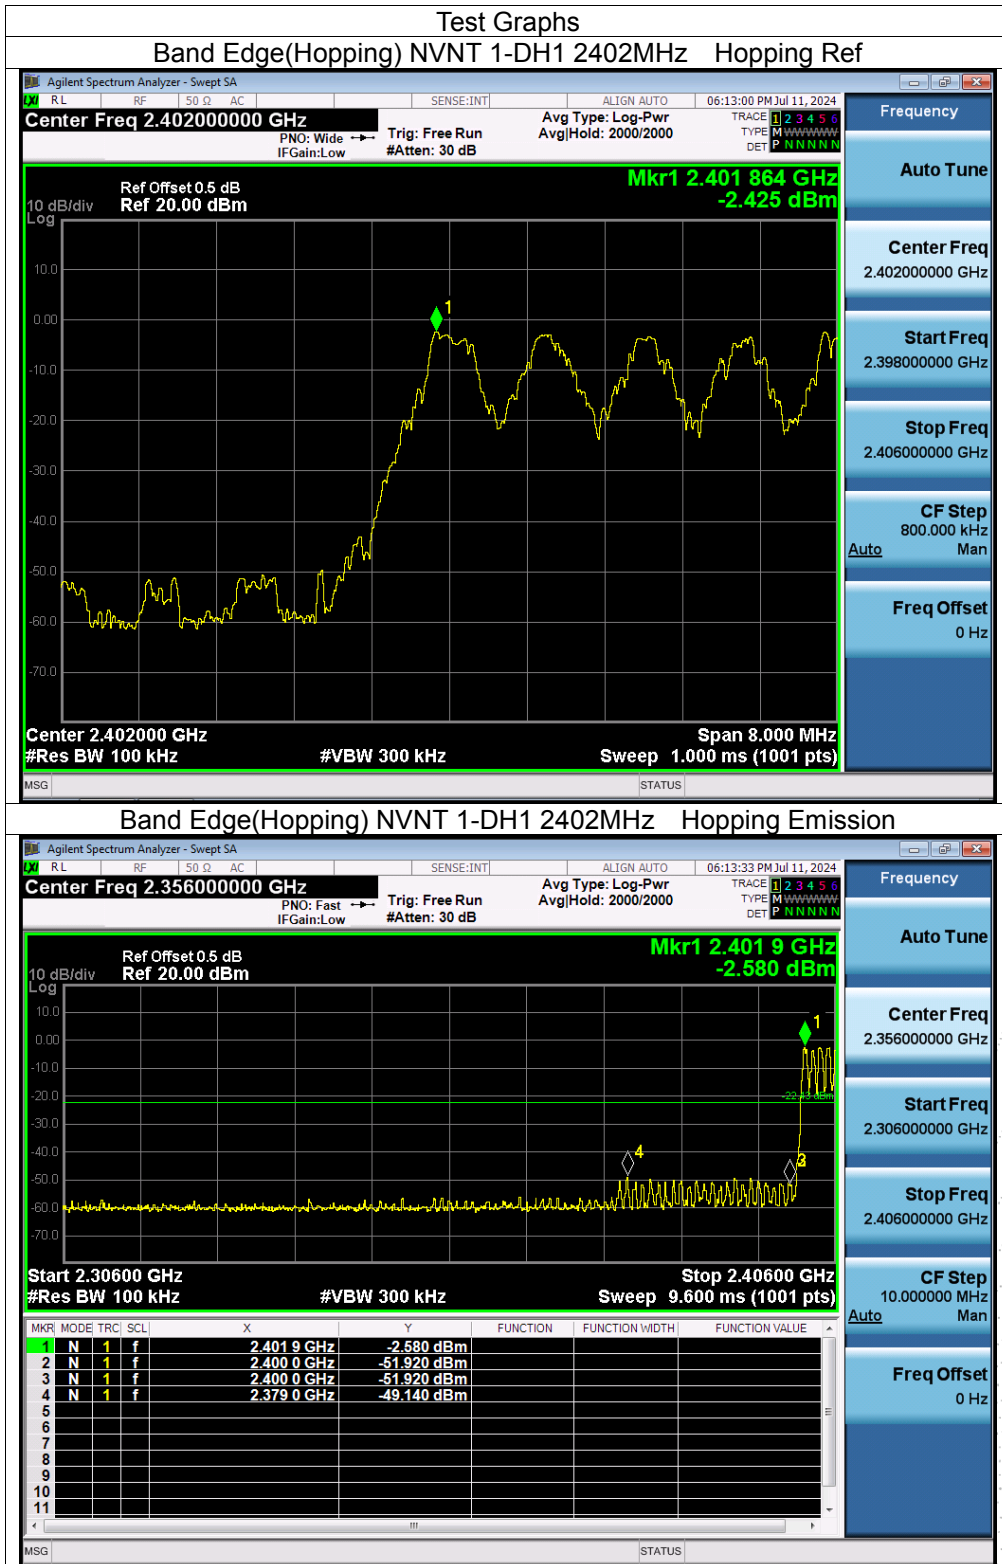 Test Graphs
Band Edge(Hopping) NVNT 1-DH1 2402MHz Hopping Ref
Agilent Spectrum Analyzer - Swept SA
LXI RL RF 50 Ω AC SENSE:INT ALIGN AUTO 06:13:00 PM Jul 11, 2024
Center Freq 2.402000000 GHz
PNO: Wide
IFGain:Low
Trig: Free Run
#Atten: 30 dB
Avg Type: Log-Pwr
Avg|Hold: 2000/2000
TRACE 1 2 3 4 5 6
TYPE M WWWWW
DET P N N N N N
Frequency
Auto Tune
Center Freq
2.402000000 GHz
Start Freq
2.398000000 GHz
Stop Freq
2.406000000 GHz
CF Step
800.000 kHz
Auto Man
Freq Offset
0 Hz
Mkr1 2.401 864 GHz
-2.425 dBm
Ref Offset 0.5 dB
10 dB/div Ref 20.00 dBm
Log
10.0
0.00
-10.0
-20.0
-30.0
-40.0
-50.0
-60.0
-70.0
1
Center 2.402000 GHz Span 8.000 MHz
#Res BW 100 kHz #VBW 300 kHz Sweep 1.000 ms (1001 pts)
MSG STATUS
Band Edge(Hopping) NVNT 1-DH1 2402MHz Hopping Emission
Agilent Spectrum Analyzer - Swept SA
LXI RL RF 50 Ω AC SENSE:INT ALIGN AUTO 06:13:33 PM Jul 11, 2024
Center Freq 2.356000000 GHz
PNO: Fast
IFGain:Low
Trig: Free Run
#Atten: 30 dB
Avg Type: Log-Pwr
Avg|Hold: 2000/2000
TRACE 1 2 3 4 5 6
TYPE M WWWWW
DET P N N N N N
Frequency
Auto Tune
Center Freq
2.356000000 GHz
Start Freq
2.306000000 GHz
Stop Freq
2.406000000 GHz
CF Step
10.000000 MHz
Auto Man
Freq Offset
0 Hz
Mkr1 2.401 9 GHz
-2.580 dBm
Ref Offset 0.5 dB
10 dB/div Ref 20.00 dBm
Log
10.0
0.00
-10.0
-20.0
-30.0
-40.0
-50.0
-60.0
-70.0
1
-22.43 dBm
4
Start 2.30600 GHz Stop 2.40600 GHz
#Res BW 100 kHz #VBW 300 kHz Sweep 9.600 ms (1001 pts)
MKR MODE TRC SCL X Y FUNCTION FUNCTION WIDTH FUNCTION VALUE
1 N 1 f 2.401 9 GHz -2.580 dBm
2 N 1 f 2.400 0 GHz -51.920 dBm
3 N 1 f 2.400 0 GHz -51.920 dBm
4 N 1 f 2.379 0 GHz -49.140 dBm
5
6
7
8
9
10
11
MSG STATUS